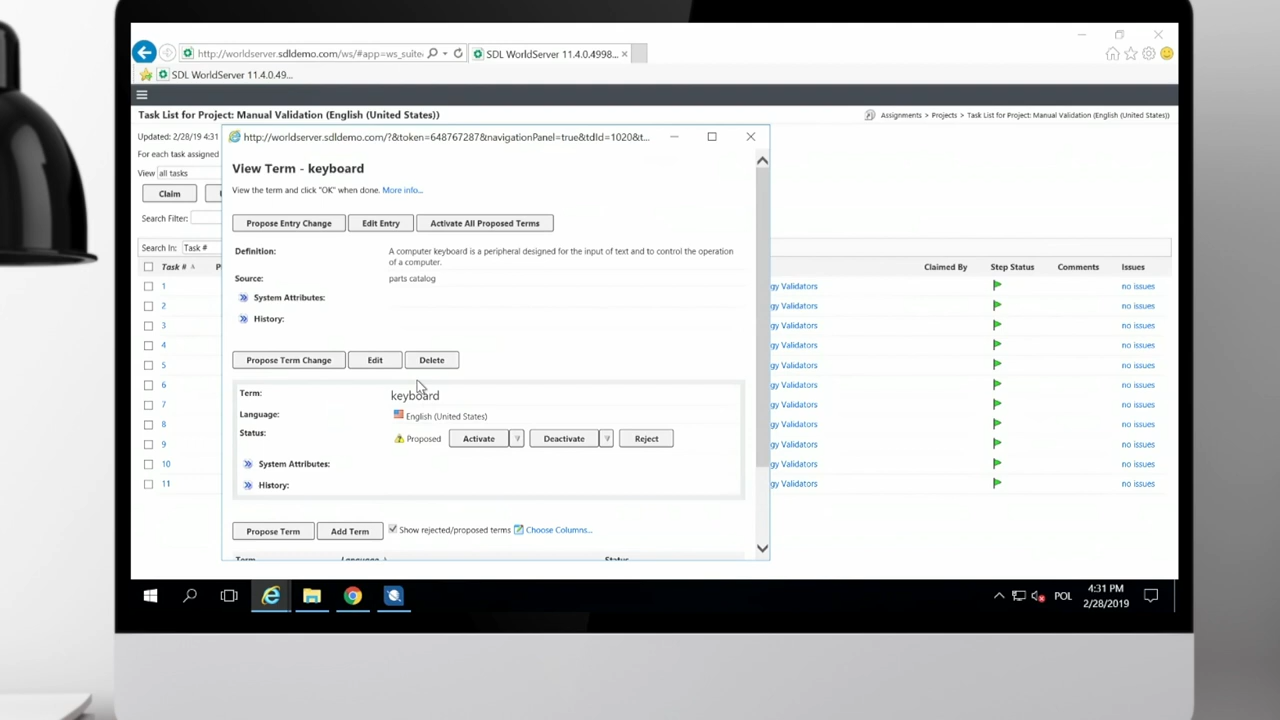 http://worldserver.sdldemo.com/ws/#app=ws_suite
SDL WorldServer 11.4.0.4998...
SDL WorldServer 11.4.0.49...
Task List for Project: Manual Validation (English (United States))
Assignments > Projects > Task List for Project: Manual Validation (English (United States))
Updated: 2/28/19 4:31
For each task assigned
View all tasks
Claim
Search Filter:
Search In: Task #
Task #
Claimed By Step Status Comments Issues
1 gy Validators no issues
2 gy Validators no issues
3 gy Validators no issues
4 gy Validators no issues
5 gy Validators no issues
6 gy Validators no issues
7 gy Validators no issues
8 gy Validators no issues
9 gy Validators no issues
10 gy Validators no issues
11 gy Validators no issues
http://worldserver.sdldemo.com/?&token=648767287&navigationPanel=true&tdId=1020&t...
View Term - keyboard
View the term and click "OK" when done. More info...
Propose Entry Change Edit Entry Activate All Proposed Terms
Definition: A computer keyboard is a peripheral designed for the input of text and to control the operation
of a computer.
Source: parts catalog
System Attributes:
History:
Propose Term Change Edit Delete
Term: keyboard
Language: English (United States)
Status: Proposed Activate Deactivate Reject
System Attributes:
History:
Propose Term Add Term Show rejected/proposed terms Choose Columns...
Term Language Status
POL
4:31 PM
2/28/2019